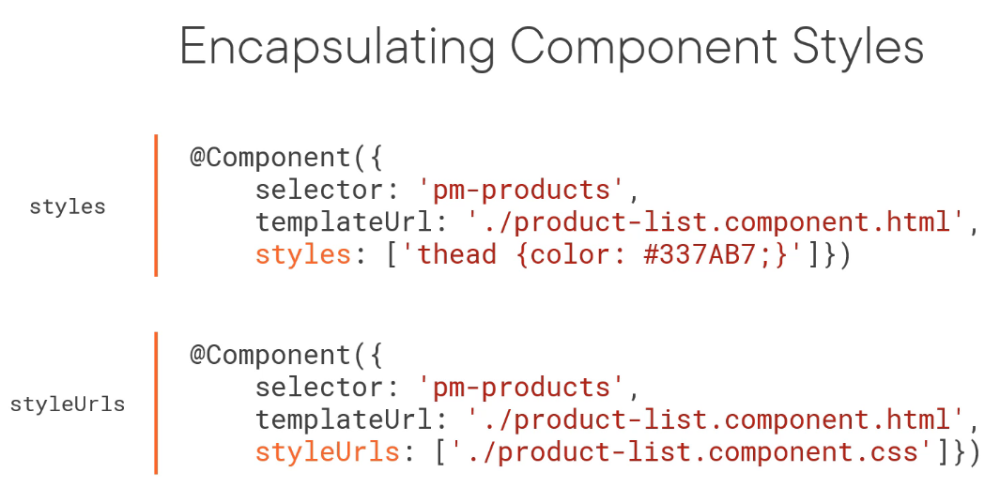 Encapsulating Component Styles
styles
@Component({
    selector: 'pm-products',
    templateUrl: './product-list.component.html',
    styles: ['thead {color: #337AB7;}']})
styleUrls
@Component({
    selector: 'pm-products',
    templateUrl: './product-list.component.html',
    styleUrls: ['./product-list.component.css']})